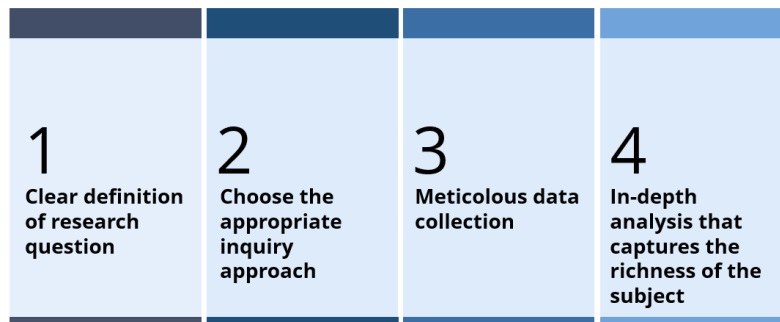 1
Clear definition
of research
question
2
Choose the
appropriate
inquiry
approach
3
Meticolous data
collection
4
In-depth
analysis that
captures the
richness of the
subject